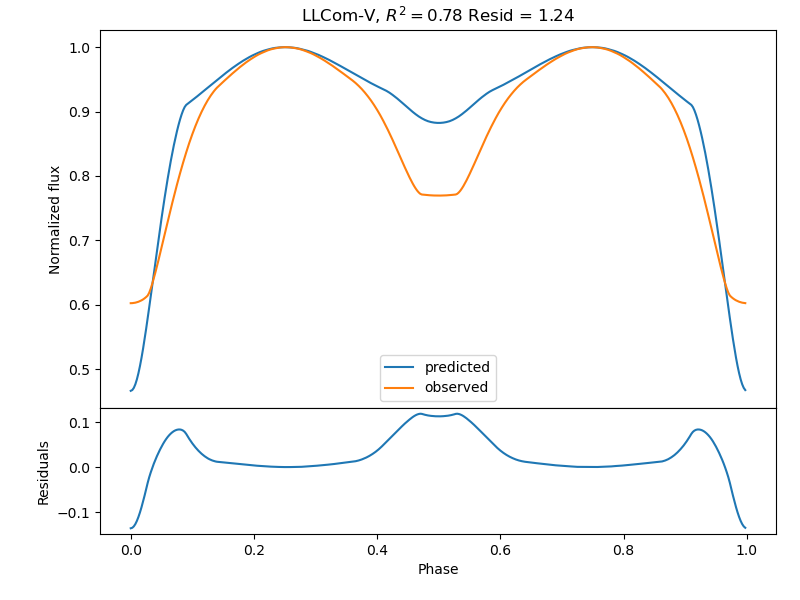 LLCom-V, $R^2 = 0.78$ Resid = 1.24
1.0
0.9
0.8
0.7
0.6
0.5
Normalized flux
predicted
observed
0.1
0.0
−0.1
Residuals
0.0 0.2 0.4 0.6 0.8 1.0
Phase